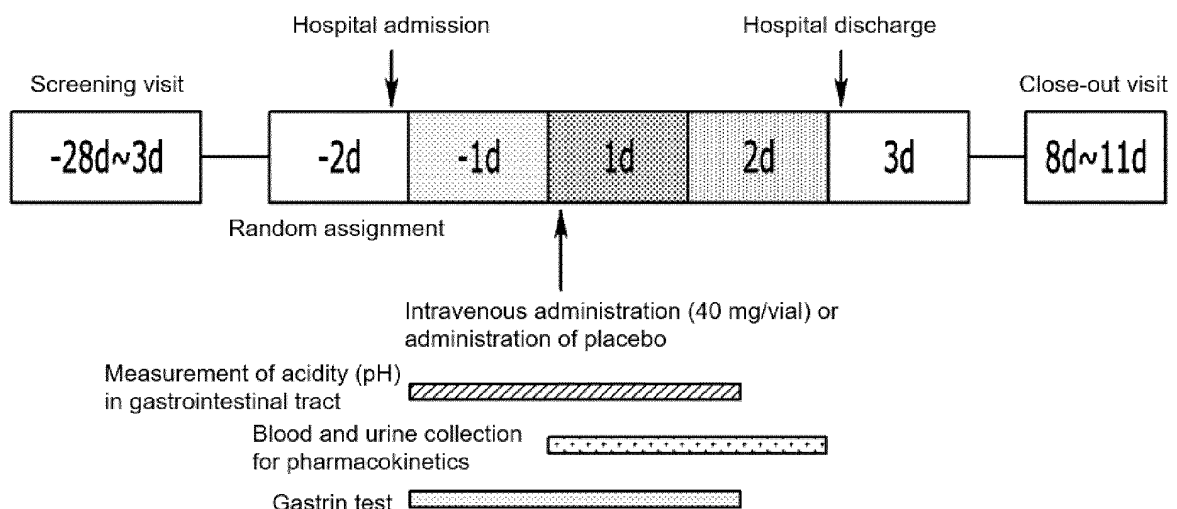 Hospital admission
Hospital discharge
Screening visit
Close-out visit
-28d~3d
-2d
-1d
1d
2d
3d
8d~11d
Random assignment
Intravenous administration (40 mg/vial) or
administration of placebo
Measurement of acidity (pH)
in gastrointestinal tract
Blood and urine collection
for pharmacokinetics
Gastrin test